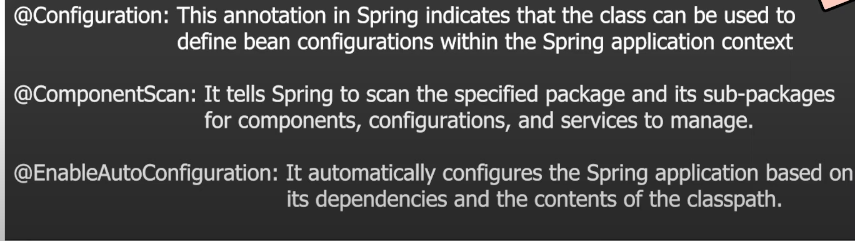 @Configuration: This annotation in Spring indicates that the class can be used to
define bean configurations within the Spring application context
@ComponentScan: It tells Spring to scan the specified package and its sub-packages
for components, configurations, and services to manage.
@EnableAutoConfiguration: It automatically configures the Spring application based on
its dependencies and the contents of the classpath.